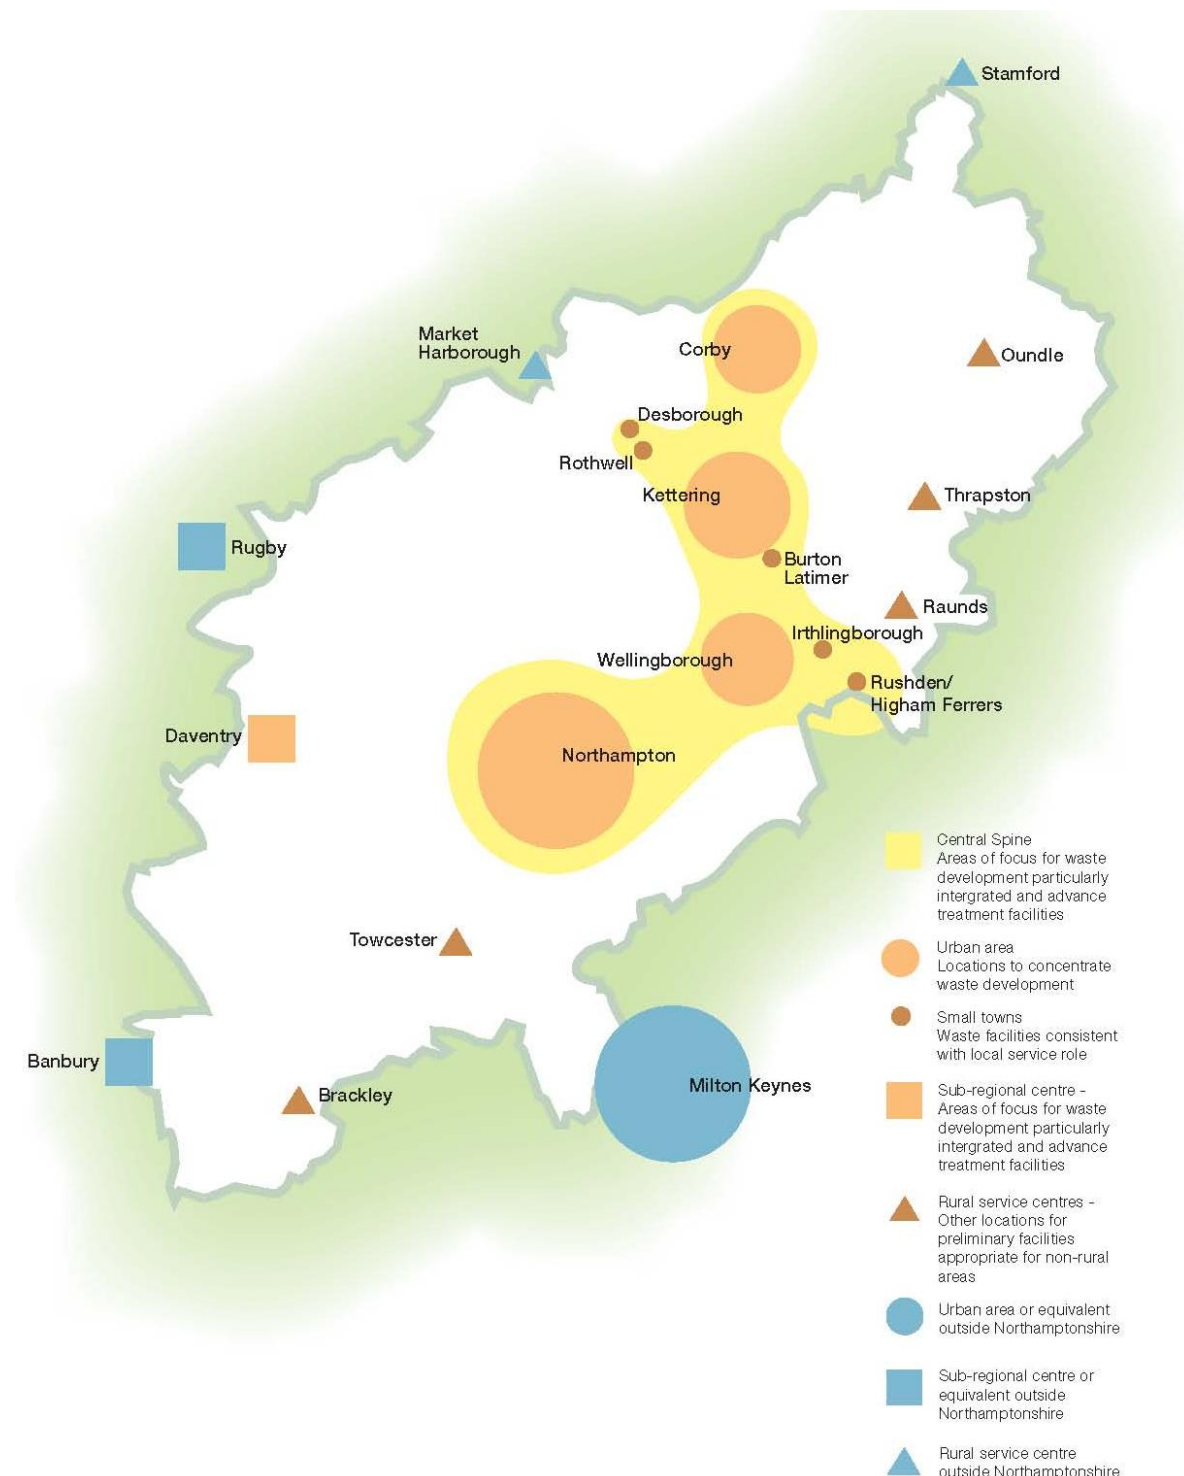 Stamford
Market
Harborough
Corby
Oundle
Desborough
Rothwell
Kettering
Thrapston
Rugby
Burton
Latimer
Raunds
Irthlingborough
Wellingborough
Rushden/
Higham Ferrers
Daventry
Northampton
Towcester
Banbury
Brackley
Milton Keynes
Central Spine
Areas of focus for waste
development particularly
intergrated and advance
treatment facilities
Urban area
Locations to concentrate
waste development
Small towns
Waste facilities consistent
with local service role
Sub-regional centre -
Areas of focus for waste
development particularly
intergrated and advance
treatment facilities
Rural service centres -
Other locations for
preliminary facilities
appropriate for non-rural
areas
Urban area or equivalent
outside Northamptonshire
Sub-regional centre or
equivalent outside
Northamptonshire
Rural service centre
outside Northamptonshire